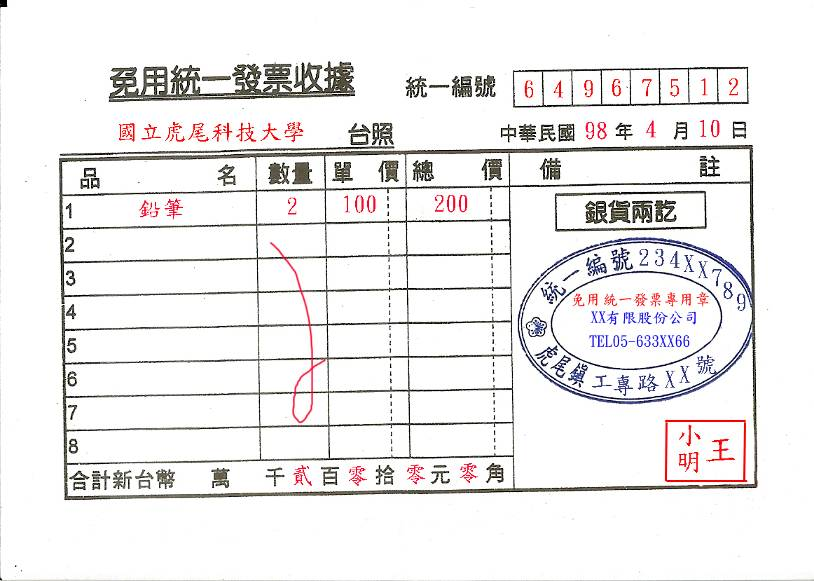 免用統一發票收據
統一編號 6 4 9 6 7 5 1 2
國立虎尾科技大學 台照
中華民國 98 年 4 月 10 日
品 名 數量 單 價 總 價 備 註
1 鉛筆 2 100 200
2
3
4
5
6
7
8
合計新台幣 萬 千 貳 百 零 拾 零 元 零 角
銀貨兩訖
統一編號234XX789
免用統一發票專用章
XX有限股份公司
TEL05-633XX66
虎尾鎮工專路XX號
王小明